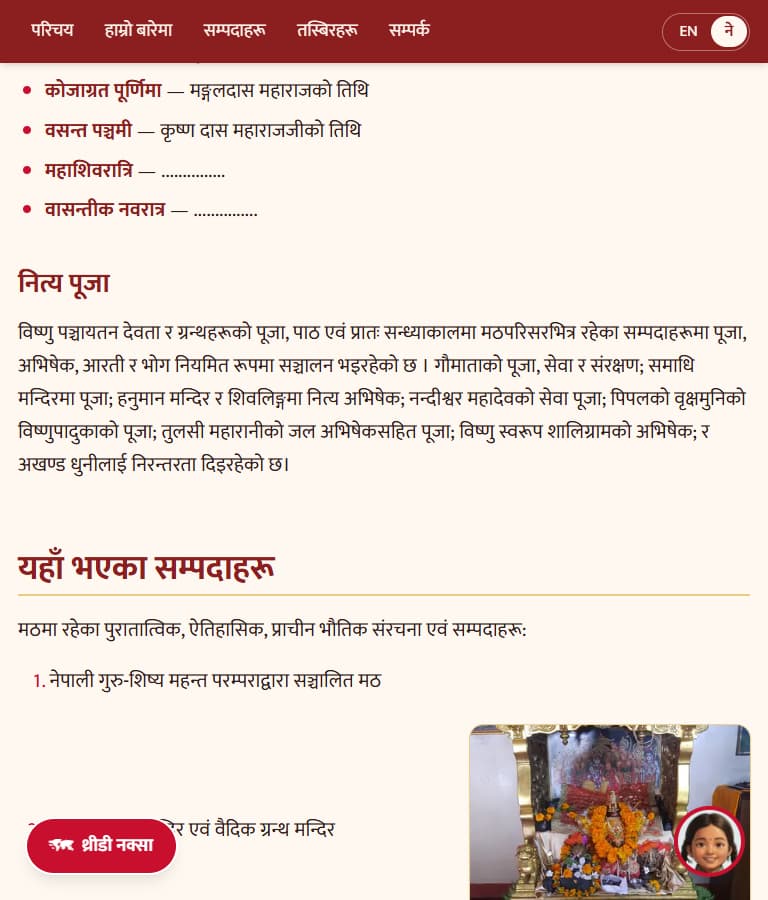 परिचय हाम्रो बारेमा सम्पदाहरू तस्बिरहरू सम्पर्क EN ने
कोजाग्रत पूर्णिमा — मङ्गलदास महाराजको तिथि
वसन्त पञ्चमी — कृष्ण दास महाराजजीको तिथि
महाशिवरात्रि — ...............
वासन्तीक नवरात्र — ...............
नित्य पूजा
विष्णु पञ्चायतन देवता र ग्रन्थहरूको पूजा, पाठ एवं प्रातः सन्ध्याकालमा मठपरिसरभित्र रहेका सम्पदाहरूमा पूजा,
अभिषेक, आरती र भोग नियमित रूपमा सञ्चालन भइरहेको छ । गौमाताको पूजा, सेवा र संरक्षण; समाधि
मन्दिरमा पूजा; हनुमान मन्दिर र शिवलिङ्गमा नित्य अभिषेक; नन्दीश्वर महादेवको सेवा पूजा; पिपलको वृक्षमुनिको
विष्णुपादुकाको पूजा; तुलसी महारानीको जल अभिषेकसहित पूजा; विष्णु स्वरूप शालिग्रामको अभिषेक; र
अखण्ड धुनीलाई निरन्तरता दिइरहेको छ।
यहाँ भएका सम्पदाहरू
मठमा रहेका पुरातात्विक, ऐतिहासिक, प्राचीन भौतिक संरचना एवं सम्पदाहरू:
1. नेपाली गुरु-शिष्य महन्त परम्पराद्वारा सञ्चालित मठ
एवं वैदिक ग्रन्थ मन्दिर
थ्रीडी नक्सा